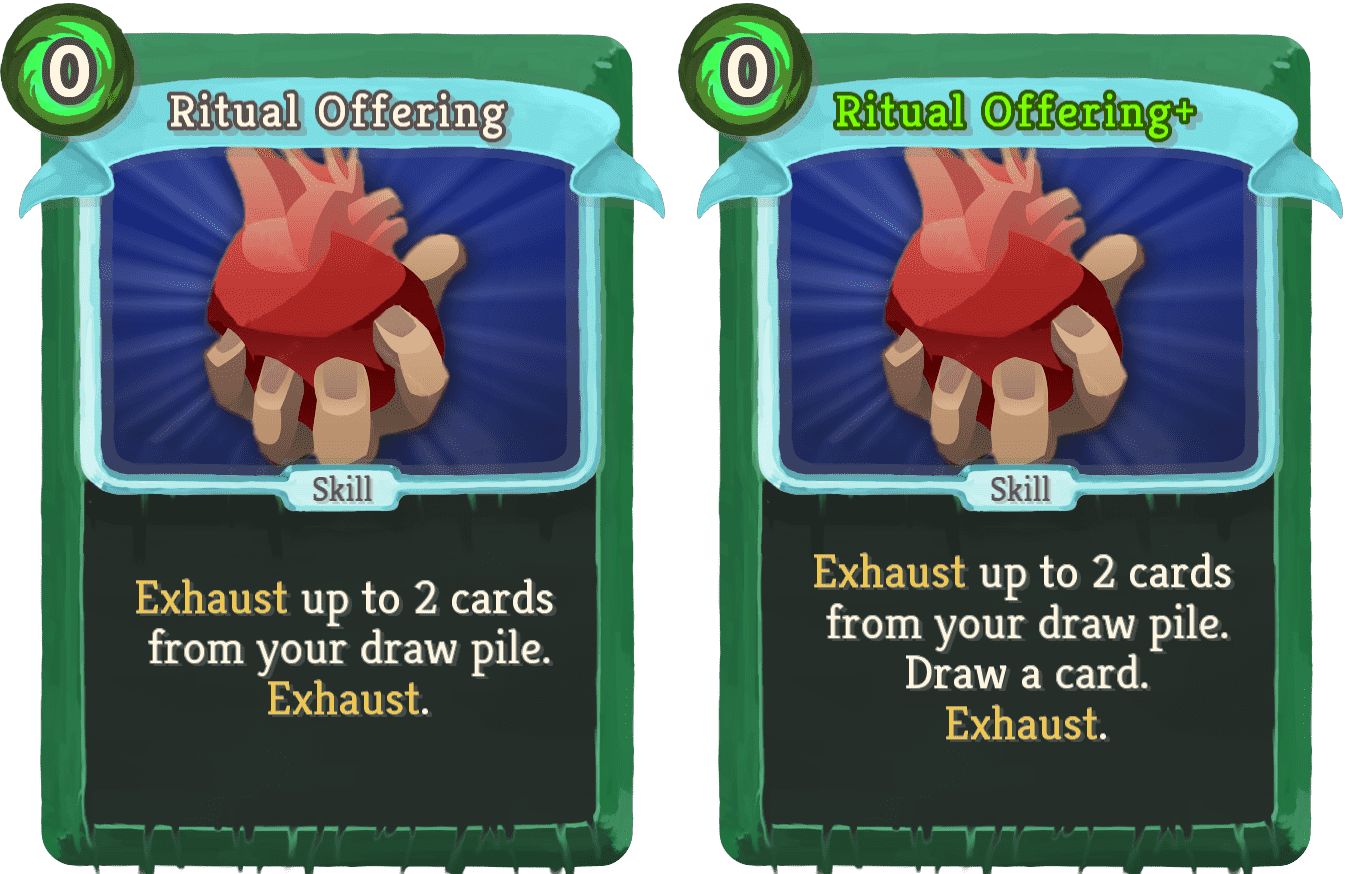 0
Ritual Offering
Skill
Exhaust up to 2 cards
from your draw pile.
Exhaust.
0
Ritual Offering+
Skill
Exhaust up to 2 cards
from your draw pile.
Draw a card.
Exhaust.